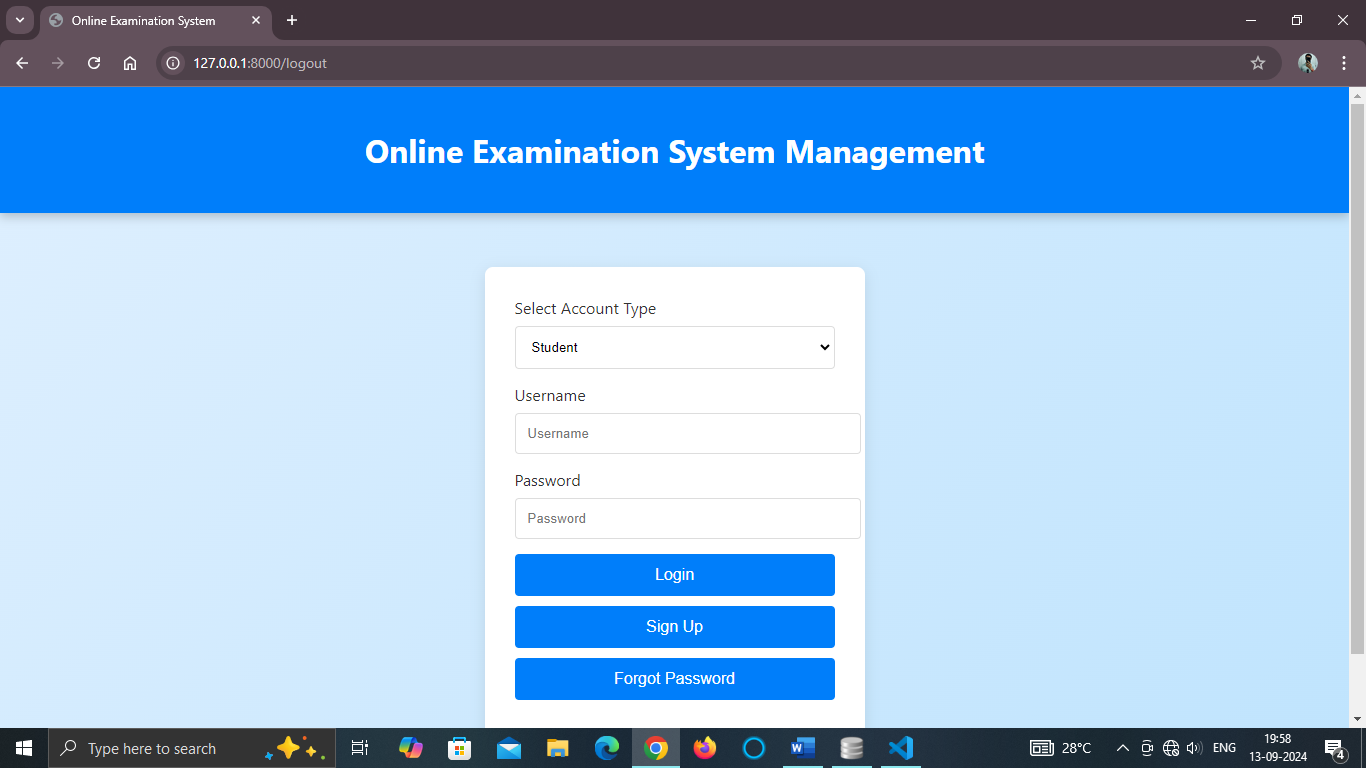 Online Examination System
127.0.0.1:8000/logout
Online Examination System Management
Select Account Type
Student
Username
Username
Password
Password
Login
Sign Up
Forgot Password
Type here to search
28°C
ENG
19:58
13-09-2024
4